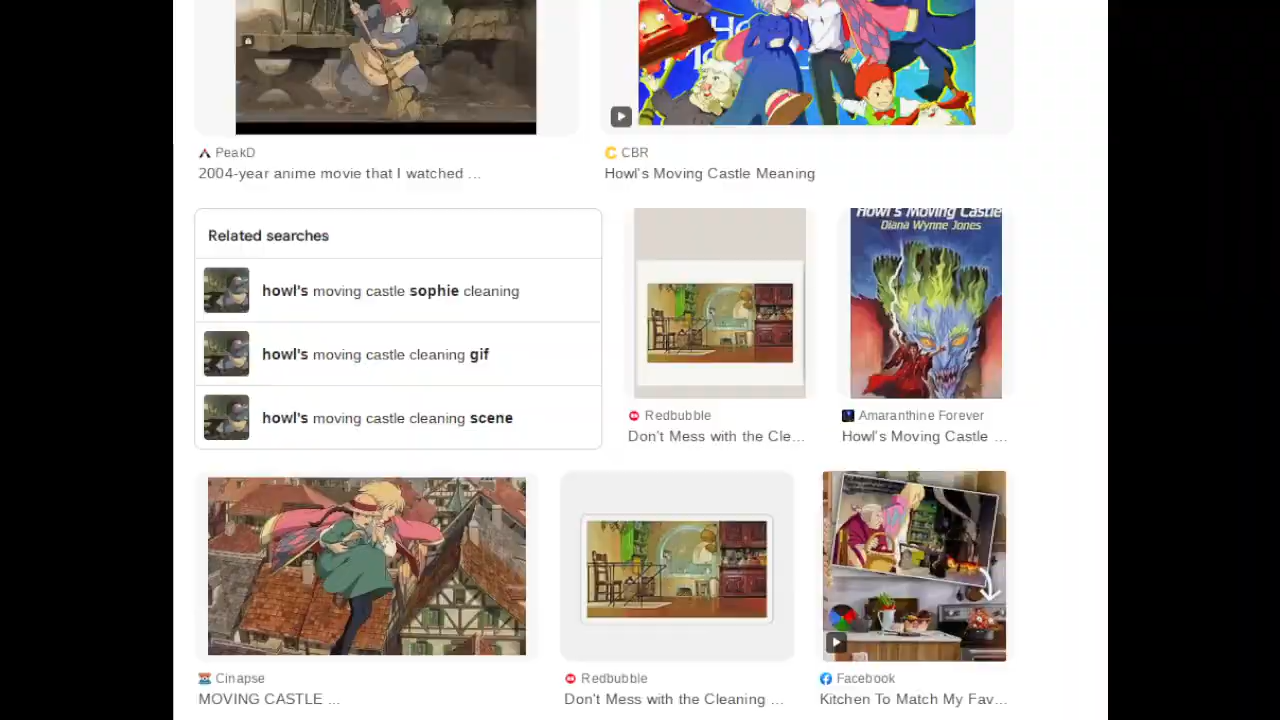 PeakD
2004-year anime movie that I watched ...
CBR
Howl's Moving Castle Meaning
Related searches
howl's moving castle sophie cleaning
howl's moving castle cleaning gif
howl's moving castle cleaning scene
Howl's Moving Castle
Diana Wynne Jones
Redbubble
Don't Mess with the Cle...
Amaranthine Forever
Howl's Moving Castle ...
Cinapse
MOVING CASTLE ...
Redbubble
Don't Mess with the Cleaning ...
Facebook
Kitchen To Match My Fav...